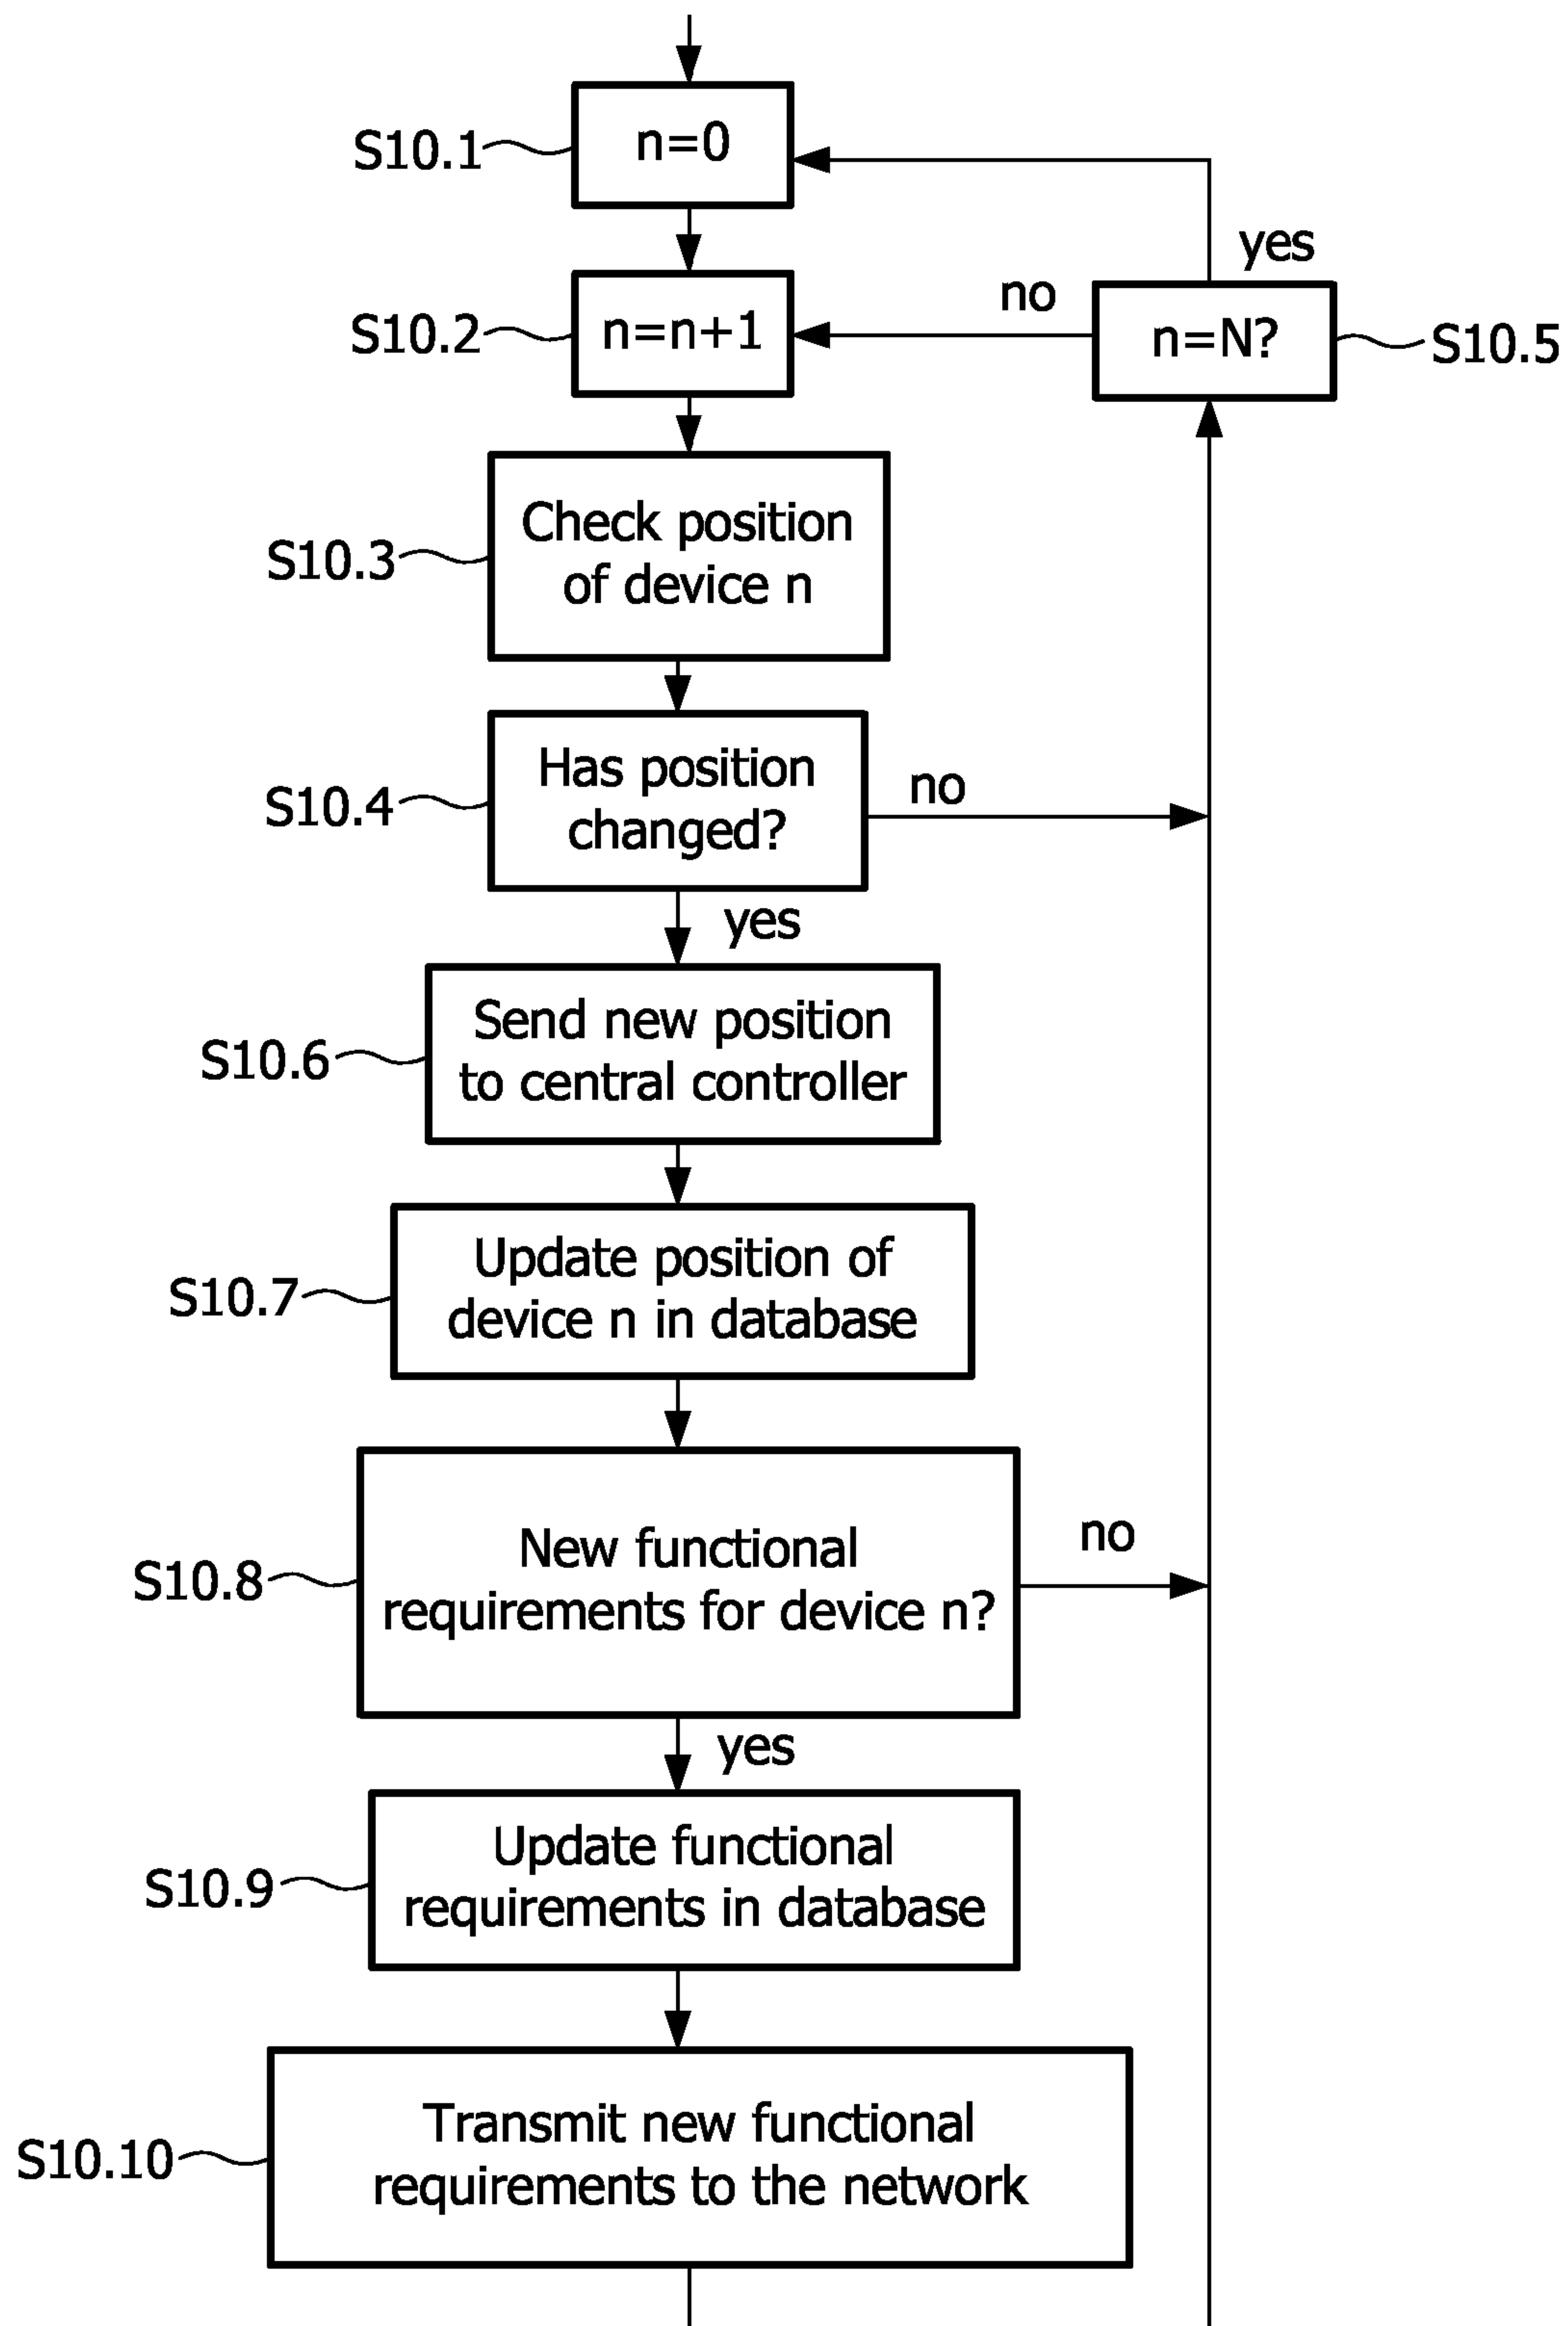 S10.1
n=0
yes
S10.2
n=n+1
no
n=N?
S10.5
S10.3
Check position
of device n
S10.4
Has position
changed?
no
yes
S10.6
Send new position
to central controller
S10.7
Update position of
device n in database
S10.8
New functional
requirements for device n?
no
yes
S10.9
Update functional
requirements in database
S10.10
Transmit new functional
requirements to the network